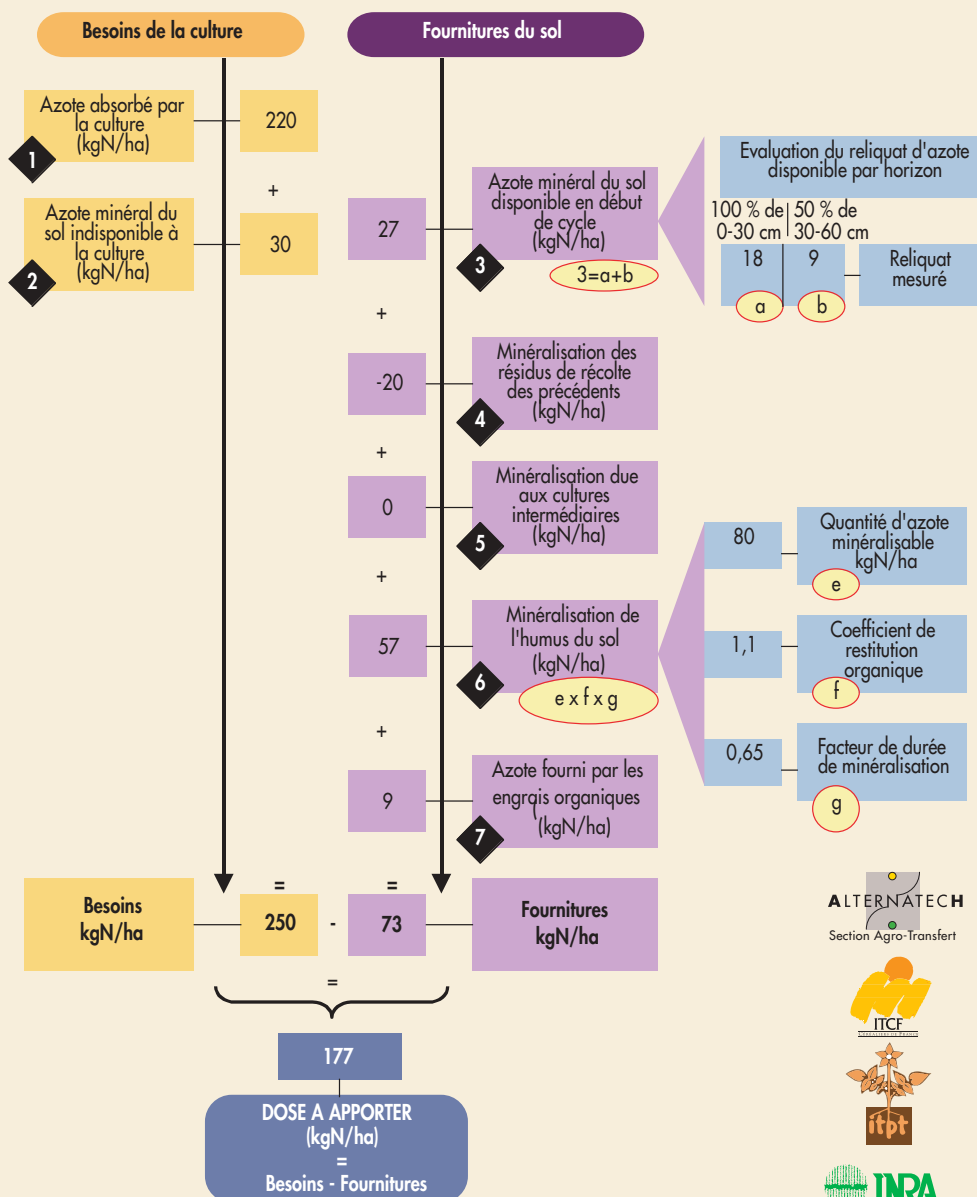 Besoins de la culture
Fournitures du sol
Azote absorbé par
la culture
(kgN/ha)
1
220
+
Azote minéral du
sol indisponible à
la culture
(kgN/ha)
2
30
27
Azote minéral du sol
disponible en début
de cycle
(kgN/ha)
3
3=a+b
Evaluation du reliquat d'azote
disponible par horizon
100 % de
0-30 cm
50 % de
30-60 cm
18
9
a
b
Reliquat
mesuré
+
-20
Minéralisation des
résidus de récolte
des précédents
(kgN/ha)
4
+
0
Minéralisation due
aux cultures
intermédiaires
(kgN/ha)
5
+
57
Minéralisation de
l'humus du sol
(kgN/ha)
6
e x f x g
80
Quantité d'azote
minéralisable
kgN/ha
e
1,1
Coefficient de
restitution
organique
f
0,65
Facteur de durée
de minéralisation
g
+
9
Azote fourni par les
engrais organiques
(
(kgN/ha)
7
Besoins
kgN/ha
=
250
-
=
73
Fournitures
kgN/ha
=
177
DOSE A APPORTER
(kgN/ha)
=
Besoins - Fournitures
ALTERNATECH
Section Agro-Transfert
ITCF
CÉRÉALIERS DE FRANCE
itpt
INRA